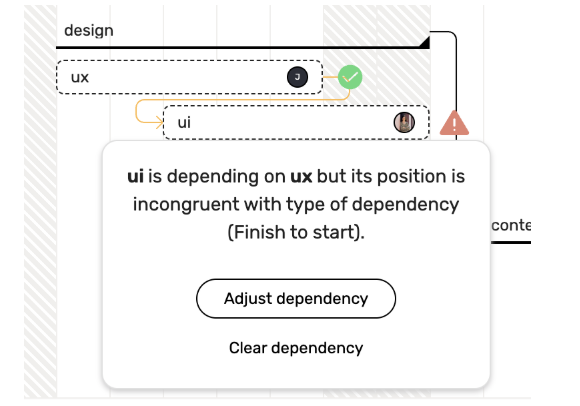 design
ux
J
ui
ui is depending on ux but its position is
incongruent with type of dependency
(Finish to start).
conte
Adjust dependency
Clear dependency